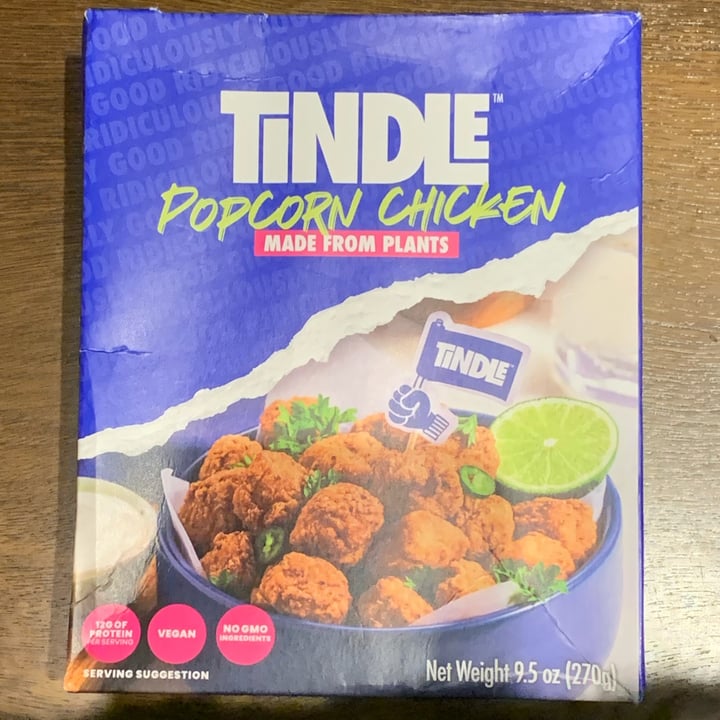 TiNDLE™
POPCORN CHICKEN
MADE FROM PLANTS
TiNDLE
12G OF
PROTEIN
PER SERVING
VEGAN
NO GMO
INGREDIENTS
SERVING SUGGESTION
Net Weight 9.5 oz (270g)